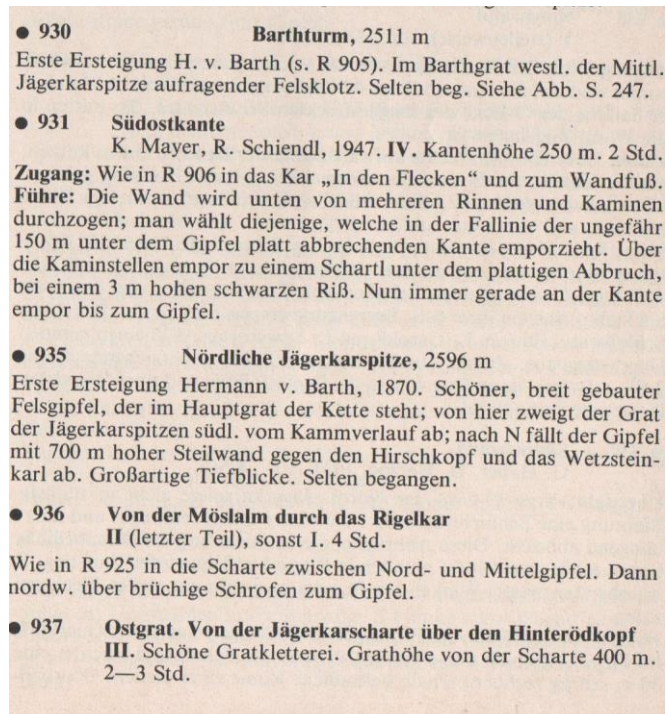 ● 930 Barthturm, 2511 m
Erste Ersteigung H. v. Barth (s. R 905). Im Barthgrat westl. der Mittl.
Jägerkarspitze aufragender Felsklotz. Selten beg. Siehe Abb. S. 247.
● 931 Südostkante
K. Mayer, R. Schiendl, 1947. IV. Kantenhöhe 250 m. 2 Std.
Zugang: Wie in R 906 in das Kar „In den Flecken“ und zum Wandfuß.
Führe: Die Wand wird unten von mehreren Rinnen und Kaminen
durchzogen; man wählt diejenige, welche in der Fallinie der ungefähr
150 m unter dem Gipfel platt abbrechenden Kante emporzieht. Über
die Kaminstellen empor zu einem Schartl unter dem plattigen Abbruch,
bei einem 3 m hohen schwarzen Riß. Nun immer gerade an der Kante
empor bis zum Gipfel.
● 935 Nördliche Jägerkarspitze, 2596 m
Erste Ersteigung Hermann v. Barth, 1870. Schöner, breit gebauter
Felsgipfel, der im Hauptgrat der Kette steht; von hier zweigt der Grat
der Jägerkarspitzen südl. vom Kammverlauf ab; nach N fällt der Gipfel
mit 700 m hoher Steilwand gegen den Hirschkopf und das Wetzstein-
karl ab. Großartige Tiefblicke. Selten begangen.
● 936 Von der Möslalm durch das Rigelkar
II (letzter Teil), sonst I. 4 Std.
Wie in R 925 in die Scharte zwischen Nord- und Mittelgipfel. Dann
nordw. über brüchige Schrofen zum Gipfel.
● 937 Ostgrat. Von der Jägerkarscharte über den Hinterödkopf
III. Schöne Gratkletterei. Grathöhe von der Scharte 400 m.
2—3 Std.